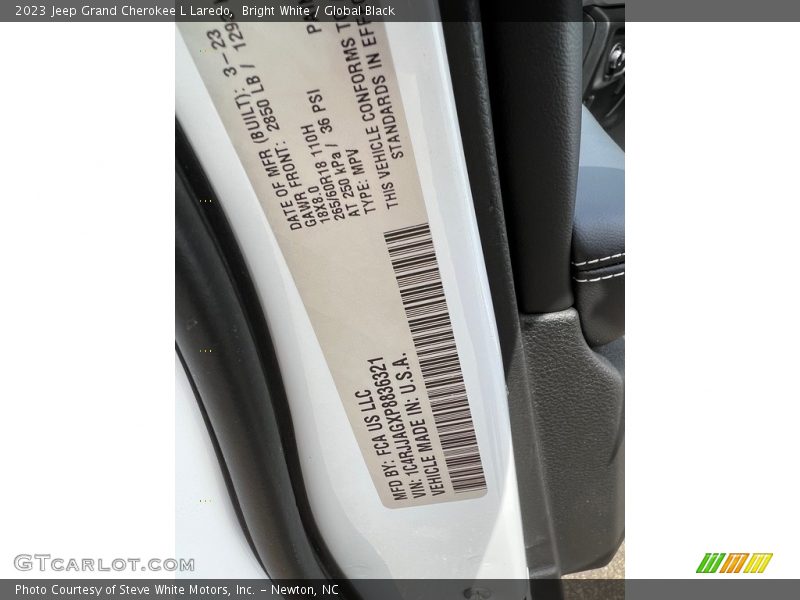 2023 Jeep Grand Cherokee L Laredo, Bright White / Global Black
MFD BY: FCA US LLC
DATE OF MFR (BUILT): 3-23
GAWR FRONT: 2850 LB /
18X8.0
265/60R18 110H
AT 250 kPa / 36 PSI
TYPE: MPV
THIS VEHICLE CONFORMS TO
STANDARDS IN EFF
VIN: 1C4RJJAGXP8836321
VEHICLE MADE IN: U.S.A.
GTCARLOT.COM
Photo Courtesy of Steve White Motors, Inc. – Newton, NC